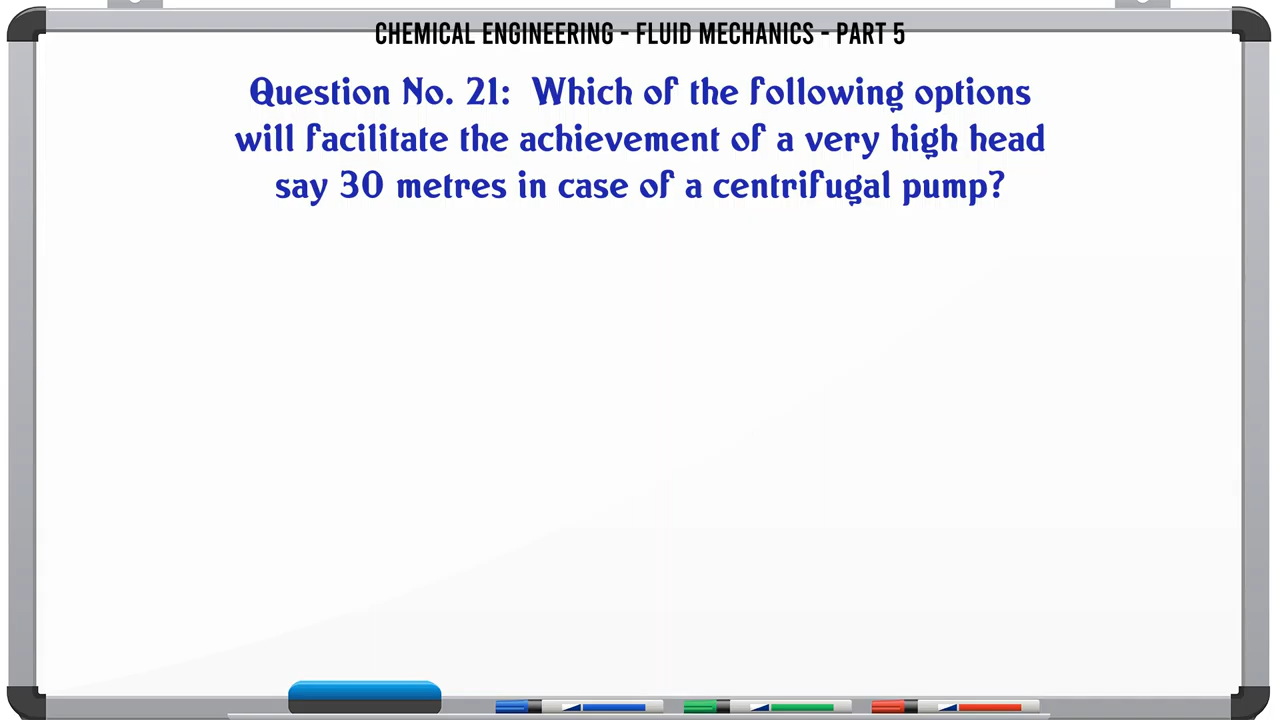 CHEMICAL ENGINEERING - FLUID MECHANICS - PART 5
Question No. 21: Which of the following options
will facilitate the achievement of a very high head
say 30 metres in case of a centrifugal pump?